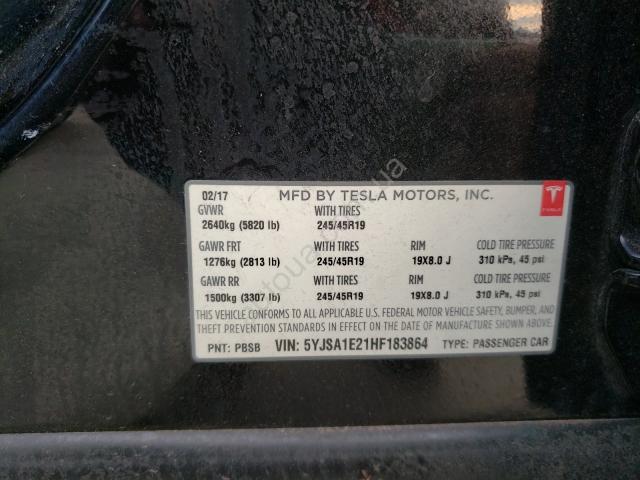 02/17 MFD BY TESLA MOTORS, INC.
GVWR WITH TIRES
2640kg (5820 lb) 245/45R19
GAWR FRT WITH TIRES RIM COLD TIRE PRESSURE
1276kg (2813 lb) 245/45R19 19X8.0 J 310 kPa, 45 psi
GAWR RR WITH TIRES RIM COLD TIRE PRESSURE
1500kg (3307 lb) 245/45R19 19X8.0 J 310 kPa, 45 psi
THIS VEHICLE CONFORMS TO ALL APPLICABLE U.S. FEDERAL MOTOR VEHICLE SAFETY, BUMPER, AND
THEFT PREVENTION STANDARDS IN EFFECT ON THE DATE OF MANUFACTURE SHOWN ABOVE.
PNT: PBSB VIN: 5YJSA1E21HF183864 TYPE: PASSENGER CAR
TESLA